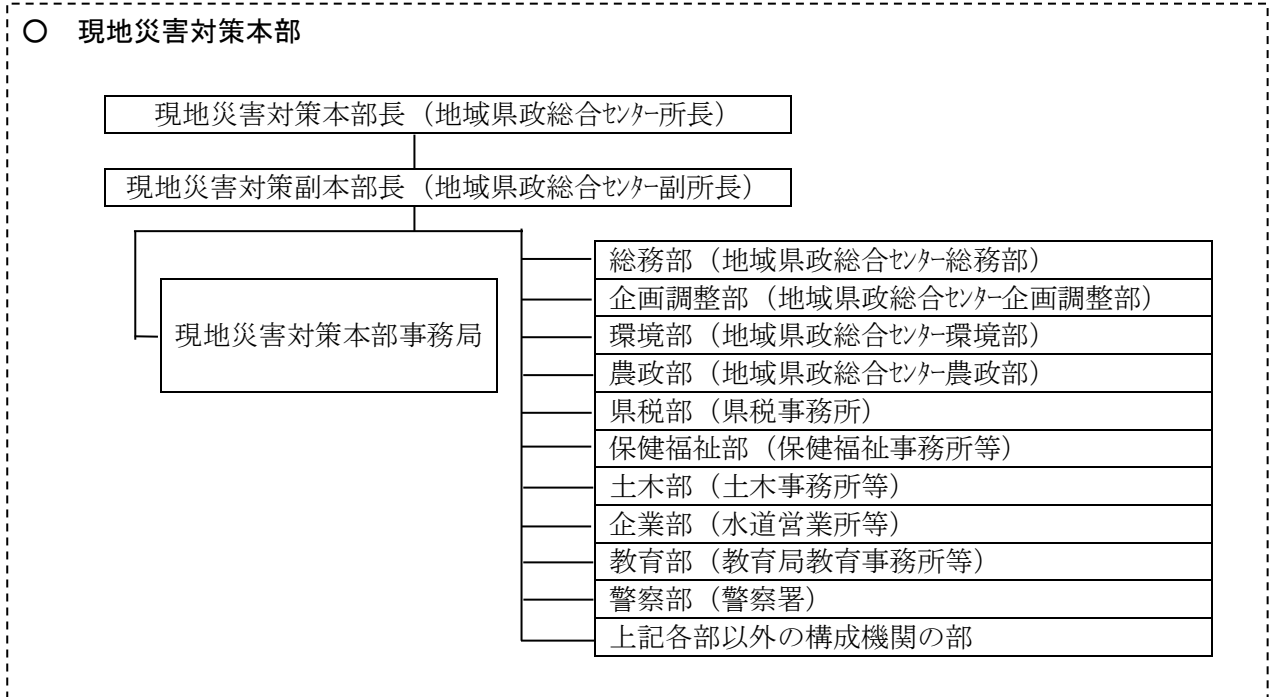 ○　現地災害対策本部
現地災害対策本部長（地域県政総合ｾﾝﾀｰ所長）
現地災害対策副本部長（地域県政総合ｾﾝﾀｰ副所長）
現地災害対策本部事務局
総務部（地域県政総合ｾﾝﾀｰ総務部）
企画調整部（地域県政総合ｾﾝﾀｰ企画調整部）
環境部（地域県政総合ｾﾝﾀｰ環境部）
農政部（地域県政総合ｾﾝﾀｰ農政部）
県税部（県税事務所）
保健福祉部（保健福祉事務所等）
土木部（土木事務所等）
企業部（水道営業所等）
教育部（教育局教育事務所等）
警察部（警察署）
上記各部以外の構成機関の部